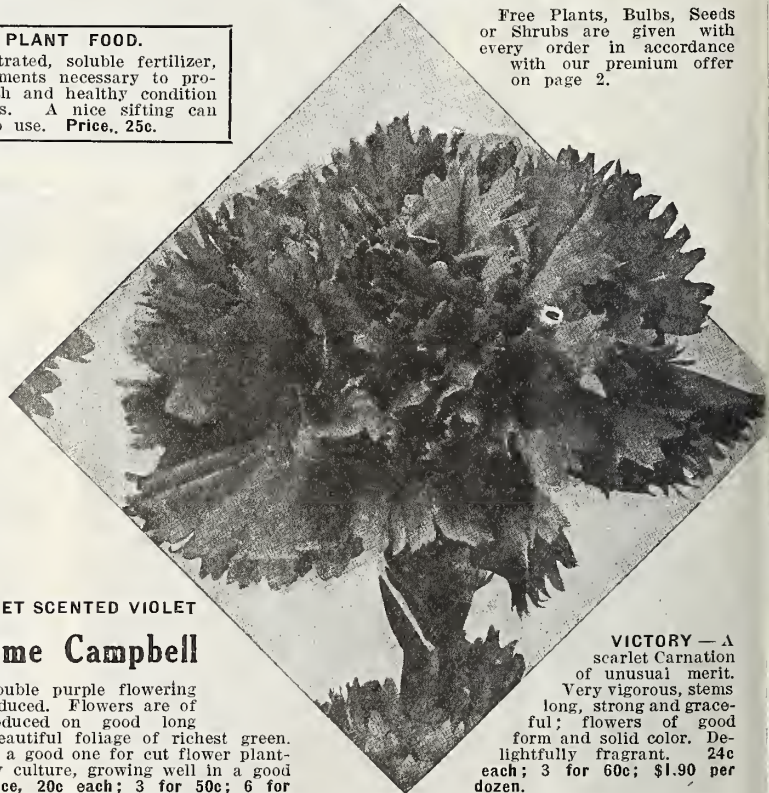 PLANT FOOD.
trated, soluble fertilizer,
ments necessary to pro-
h and healthy condition
s. A nice sifting can
o use. Price,. 25c.
Free Plants, Bulbs, Seeds
or Shrubs are given with
every order in accordance
with our premium offer
on page 2.
ET SCENTED VIOLET
me Campbell
ouble purple flowering
duced. Flowers are of
oduced on good long
eautiful foliage of richest green.
a good one for cut flower plant-
culture, growing well in a good
ce, 20c each; 3 for 50c; 6 for
VICTORY — A
scarlet Carnation
of unusual merit.
Very vigorous, stems
long, strong and grace-
ful; flowers of good
form and solid color. De-
lightfully fragrant. 24c
each; 3 for 60c; $1.90 per
dozen.